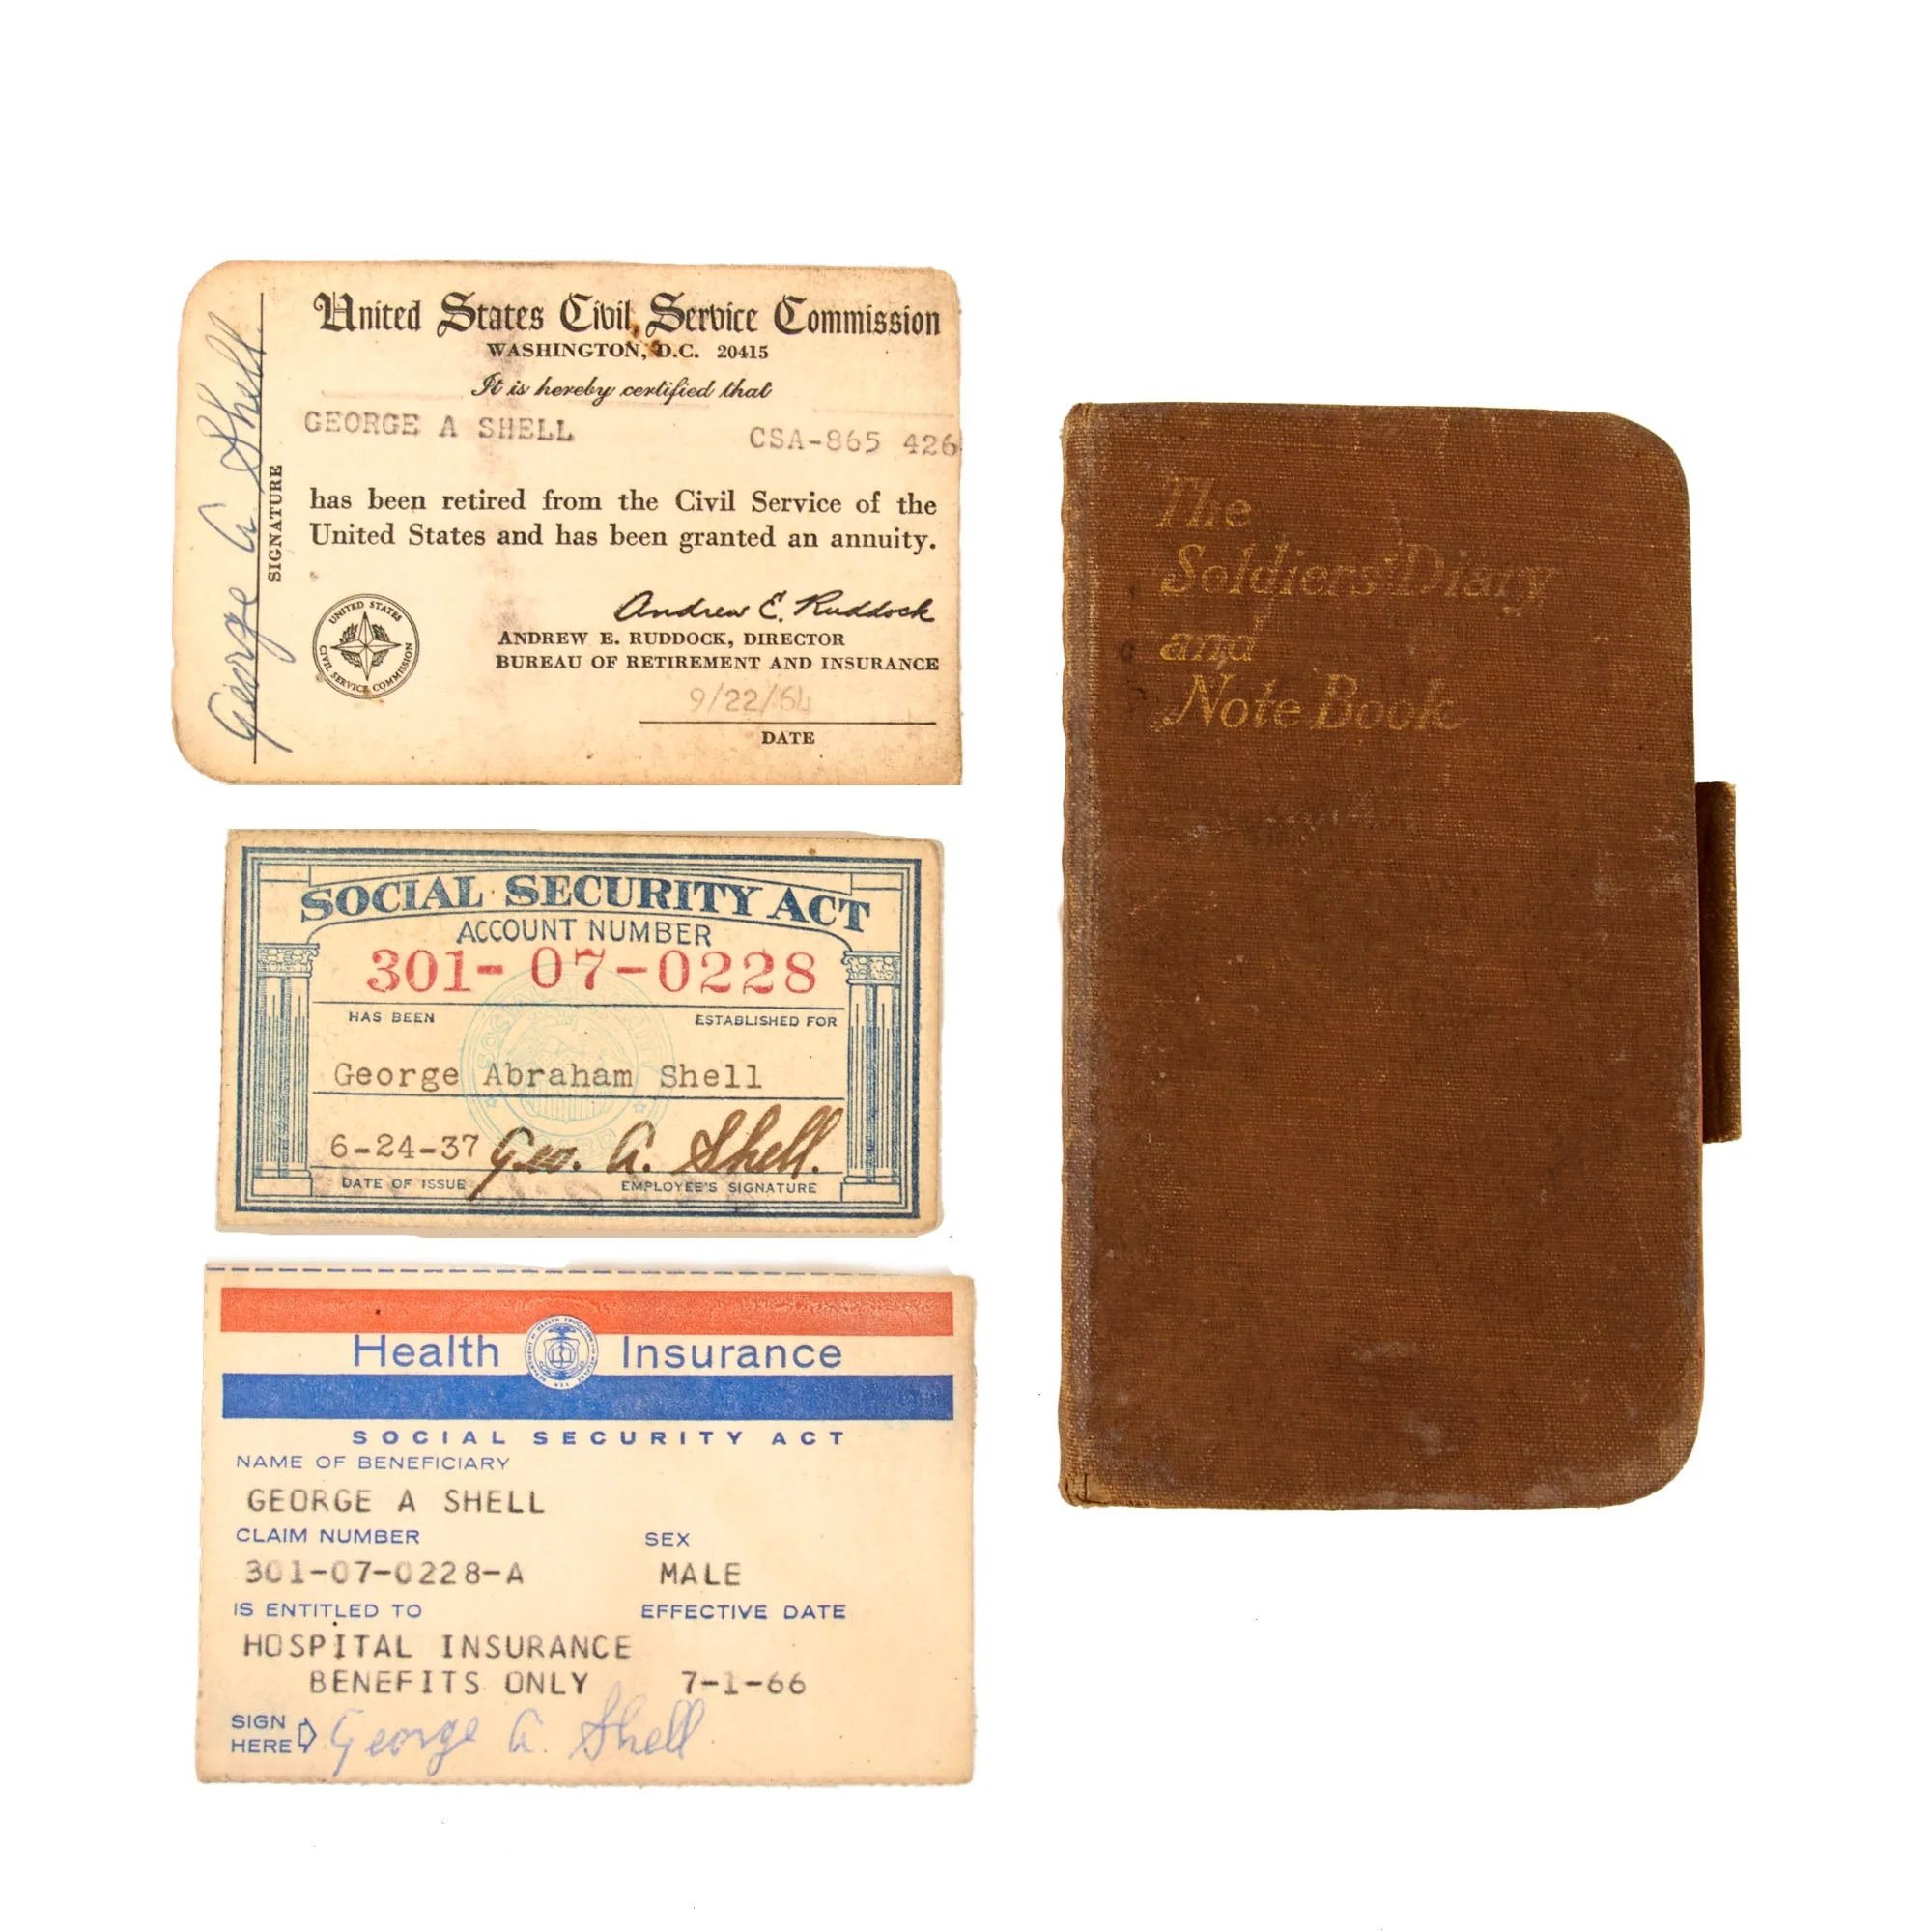 United States Civil Service Commission
WASHINGTON, D.C. 20415
It is hereby certified that
GEORGE A SHELL CSA-865 426
has been retired from the Civil Service of the
United States and has been granted an annuity.
Andrew E. Ruddock
ANDREW E. RUDDOCK, DIRECTOR
BUREAU OF RETIREMENT AND INSURANCE
9/22/64
DATE
George A Shell
SIGNATURE
UNITED STATES
CIVIL SERVICE COMMISSION
SOCIAL SECURITY ACT
ACCOUNT NUMBER
301-07-0228
HAS BEEN ESTABLISHED FOR
George Abraham Shell
6-24-37 Geo. A. Shell.
DATE OF ISSUE EMPLOYEE'S SIGNATURE
Health Insurance
SOCIAL SECURITY ACT
NAME OF BENEFICIARY
GEORGE A SHELL
CLAIM NUMBER SEX
301-07-0228-A MALE
IS ENTITLED TO EFFECTIVE DATE
HOSPITAL INSURANCE
BENEFITS ONLY 7-1-66
SIGN
HERE George A. Shell
The
Soldiers' Diary
and
Note Book